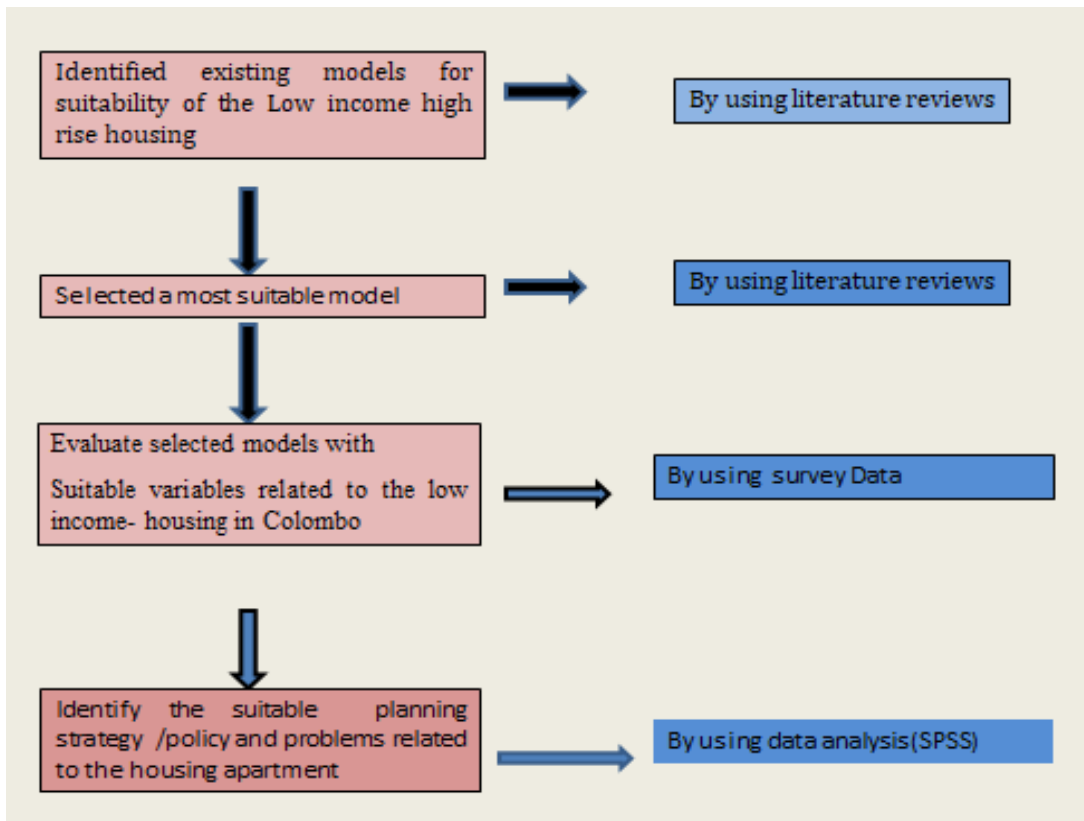 Identified existing models for
suitability of the Low income high
rise housing
By using literature reviews
Selected a most suitable model
By using literature reviews
Evaluate selected models with
Suitable variables related to the low
income- housing in Colombo
By using survey Data
Identify the suitable planning
strategy /policy and problems related
to the housing apartment
By using data analysis(SPSS)